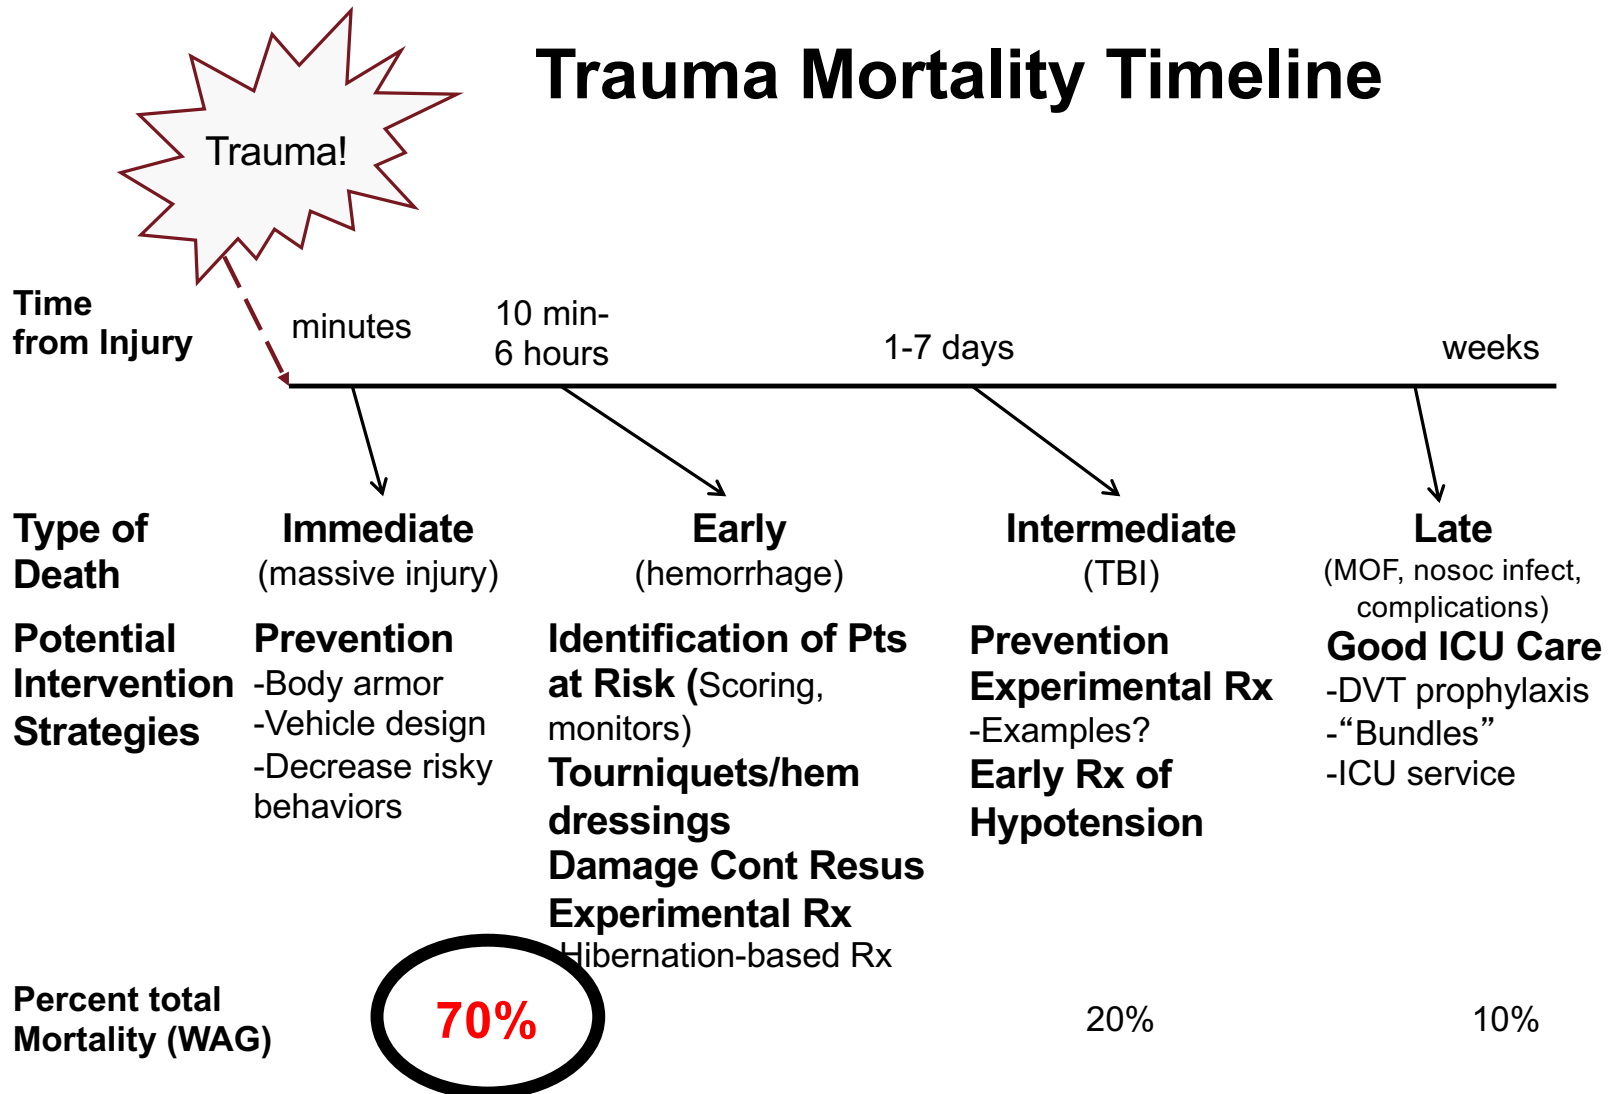 Trauma Mortality Timeline
Trauma!
Time
from Injury
minutes
10 min-
6 hours
1-7 days
weeks
Type of
Death
Immediate
(massive injury)
Early
(hemorrhage)
Intermediate
(TBI)
Late
(MOF, nosoc infect,
complications)
Potential
Intervention
Strategies
Prevention
-Body armor
-Vehicle design
-Decrease risky
behaviors
Identification of Pts
at Risk (Scoring,
monitors)
Tourniquets/hem
dressings
Damage Cont Resus
Experimental Rx
-Hibernation-based Rx
Prevention
Experimental Rx
-Examples?
Early Rx of
Hypotension
Good ICU Care
-DVT prophylaxis
-“Bundles”
-ICU service
Percent total
Mortality (WAG)
70%
20%
10%